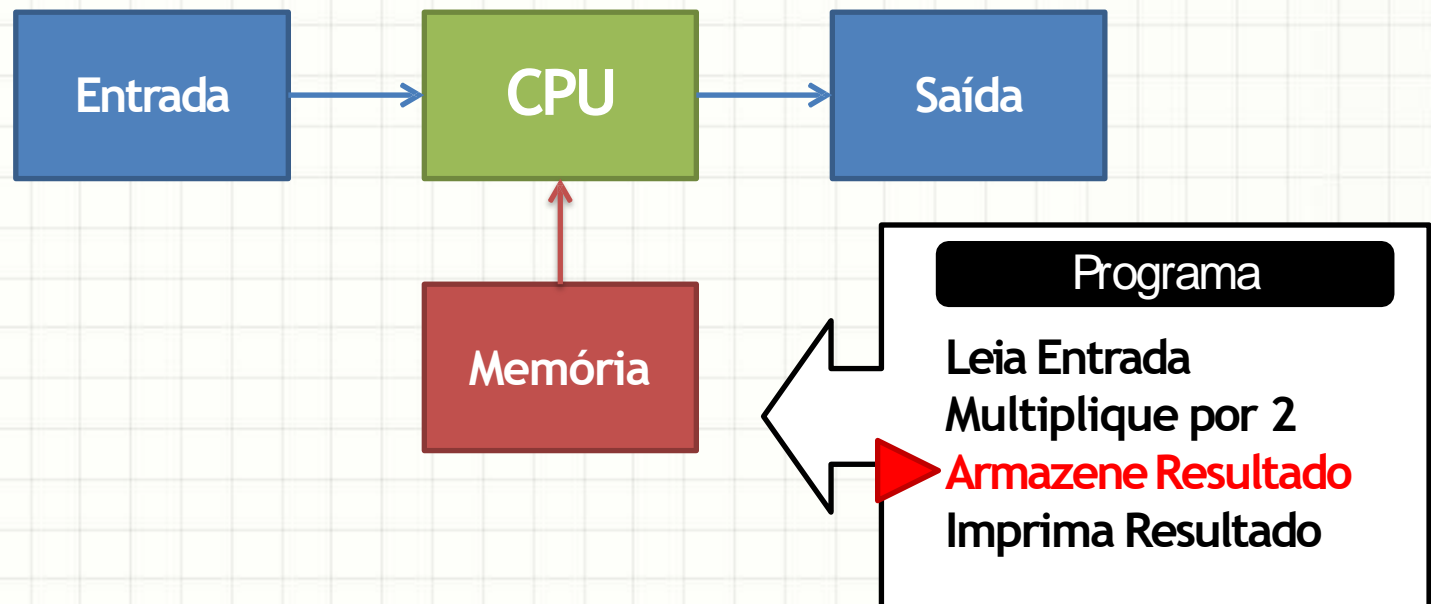 Entrada
CPU
Saída
Memória
Programa
Leia Entrada
Multiplique por 2
Armazene Resultado
Imprima Resultado